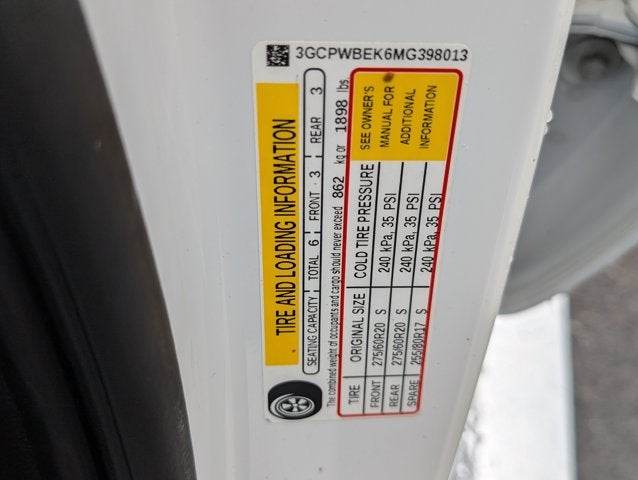 3GCPWBEK6MG398013
TIRE AND LOADING INFORMATION
SEATING CAPACITY TOTAL 6 FRONT 3 REAR 3
The combined weight of occupants and cargo should never exceed 862 kg or 1898 lbs.
TIRE ORIGINAL SIZE COLD TIRE PRESSURE SEE OWNER'S
FRONT 275/60R20 S 240 kPa, 35 PSI MANUAL FOR
REAR 275/60R20 S 240 kPa, 35 PSI ADDITIONAL
SPARE 255/80R17 S 240 kPa, 35 PSI INFORMATION